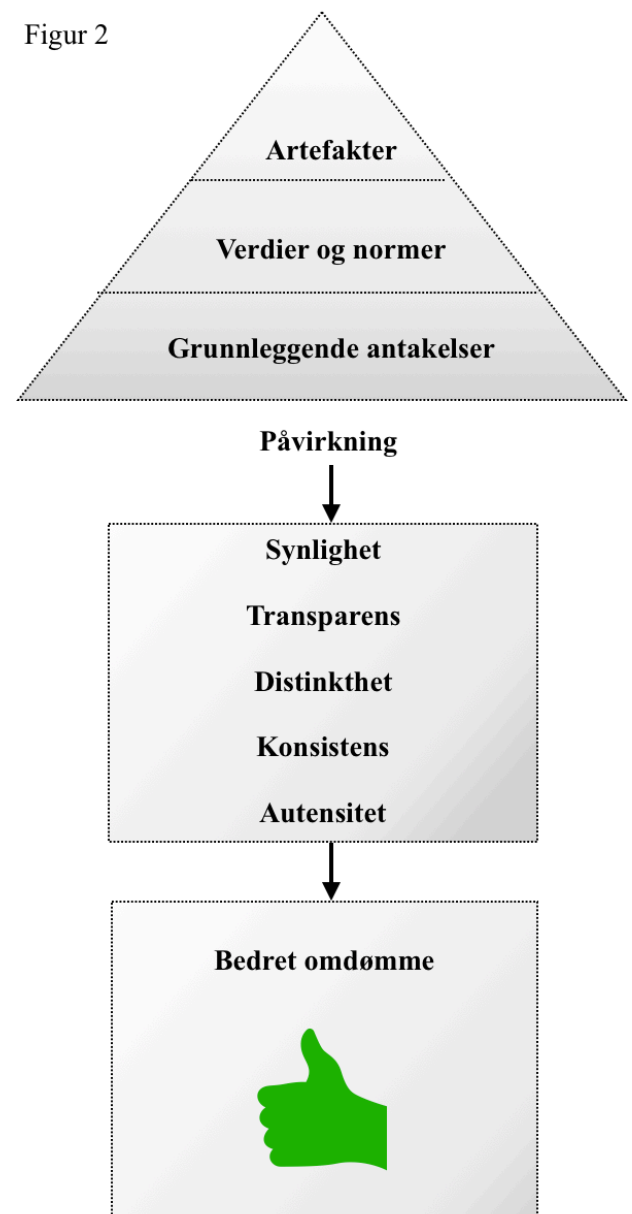 Figur 2
Artefakter
Verdier og normer
Grunnleggende antakelser
Påvirkning
Synlighet
Transparens
Distinkthet
Konsistens
Autensitet
Bedret omdømme